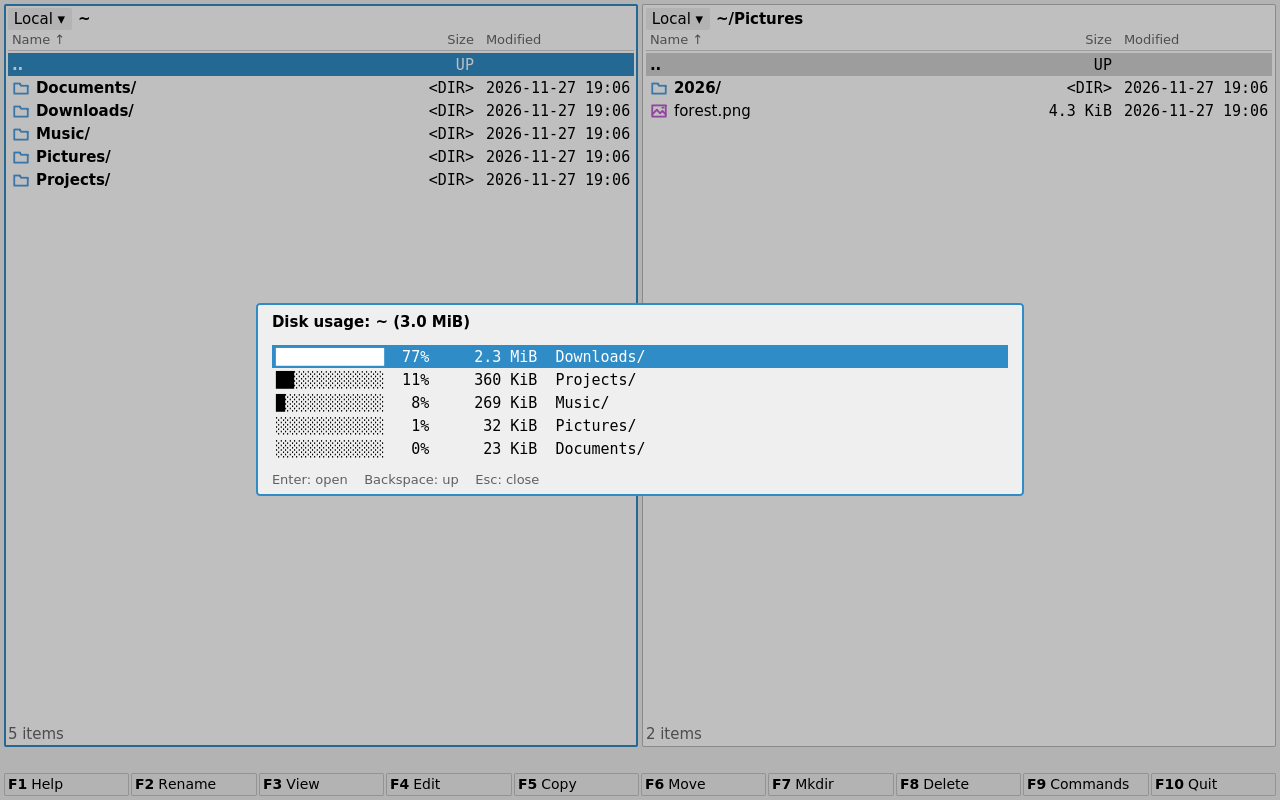 Local ▾ ~
Name ↑ Size Modified
.. UP
Documents/ <DIR> 2026-11-27 19:06
Downloads/ <DIR> 2026-11-27 19:06
Music/ <DIR> 2026-11-27 19:06
Pictures/ <DIR> 2026-11-27 19:06
Projects/ <DIR> 2026-11-27 19:06
5 items
Local ▾ ~/Pictures
Name ↑ Size Modified
.. UP
2026/ <DIR> 2026-11-27 19:06
forest.png 4.3 KiB 2026-11-27 19:06
2 items
Disk usage: ~ (3.0 MiB)
77% 2.3 MiB Downloads/
11% 360 KiB Projects/
8% 269 KiB Music/
1% 32 KiB Pictures/
0% 23 KiB Documents/
Enter: open Backspace: up Esc: close
F1 Help F2 Rename F3 View F4 Edit F5 Copy F6 Move F7 Mkdir F8 Delete F9 Commands F10 Quit